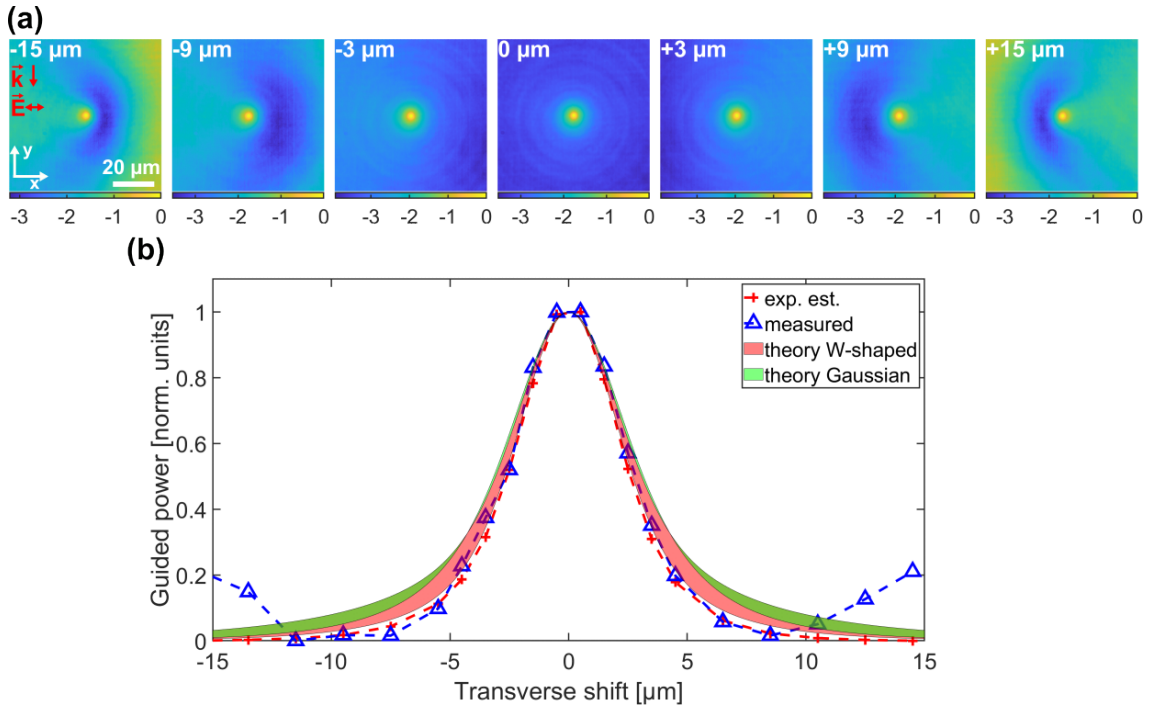 (a)
-15 µm -9 µm -3 µm 0 µm +3 µm +9 µm +15 µm
k
E
y
x
20 µm
-3 -2 -1 0 -3 -2 -1 0 -3 -2 -1 0 -3 -2 -1 0 -3 -2 -1 0 -3 -2 -1 0 -3 -2 -1 0
(b)
exp. est.
measured
theory W-shaped
theory Gaussian
1
0.8
0.6
0.4
0.2
0
Guided power [norm. units]
-15 -10 -5 0 5 10 15
Transverse shift [µm]